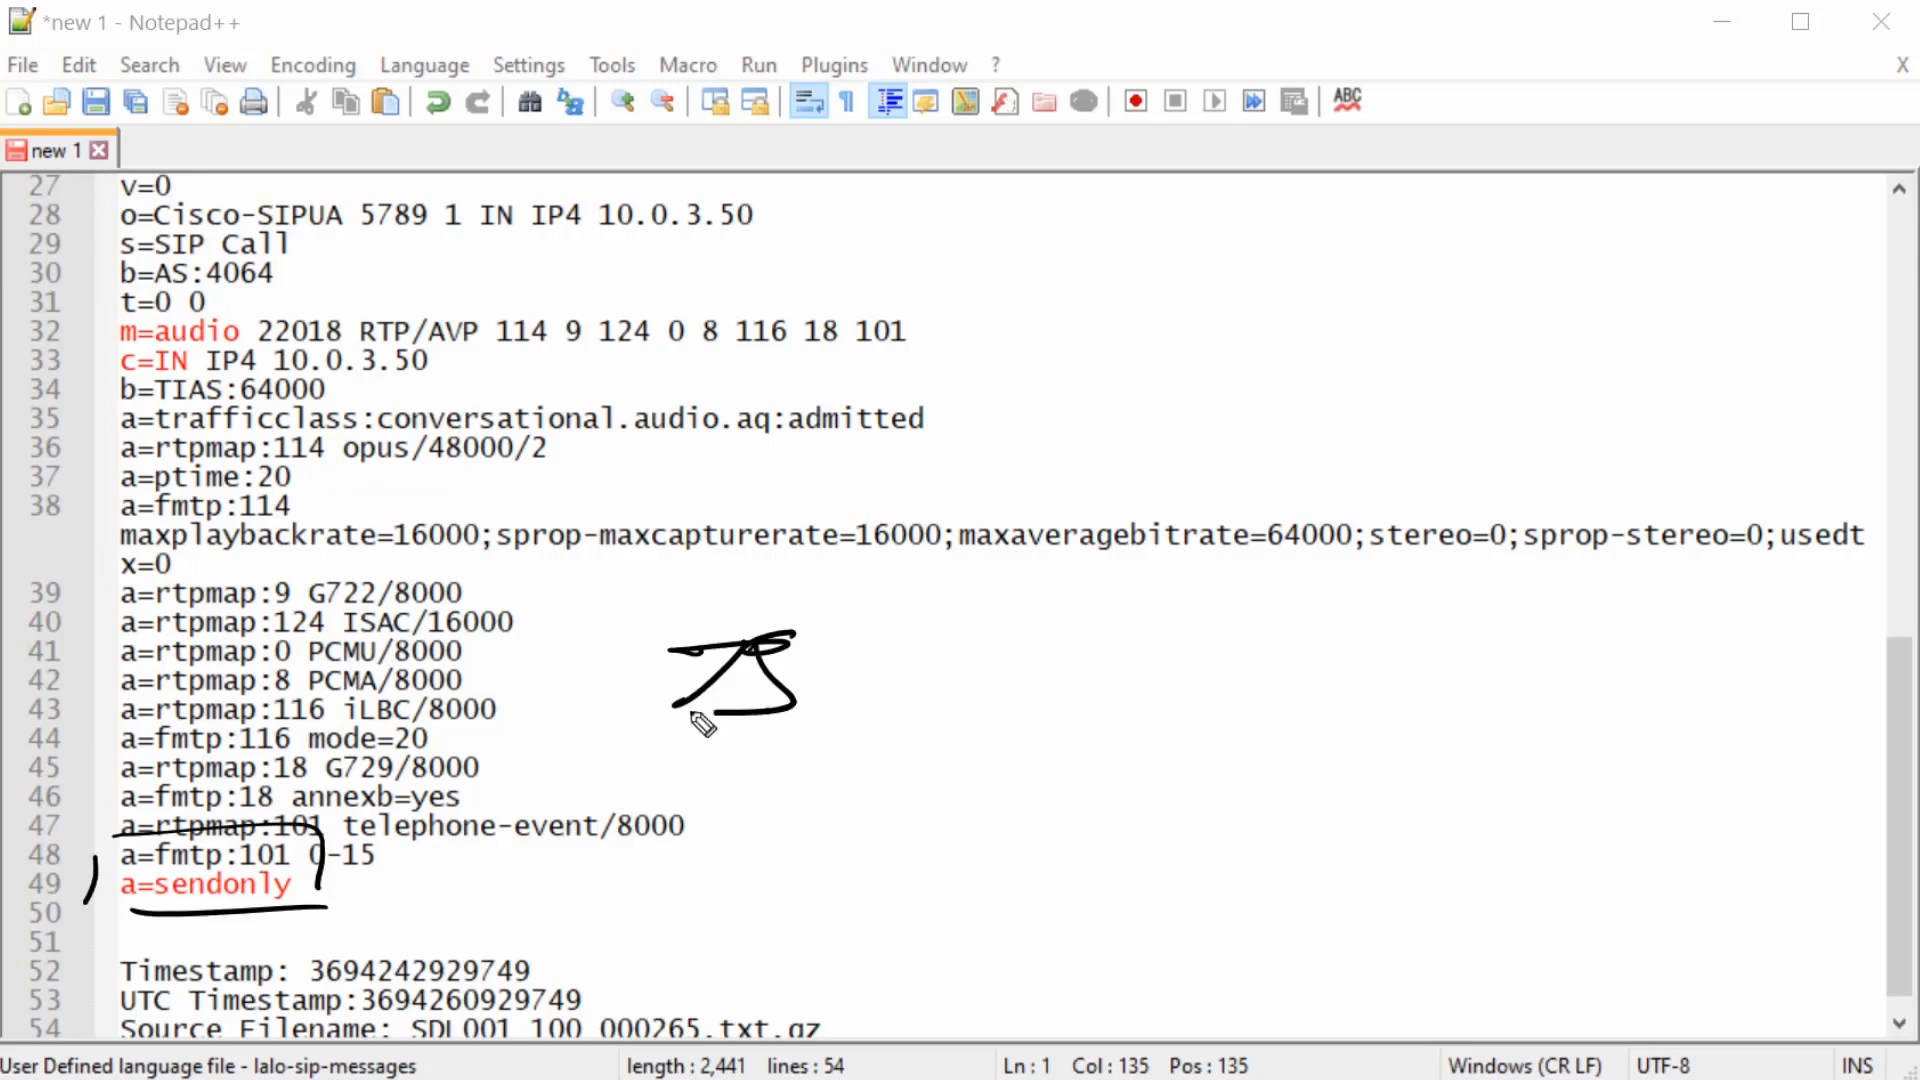 *new 1 - Notepad++
File Edit Search View Encoding Language Settings Tools Macro Run Plugins Window ? X
ABC
new 1
27 v=0
28 o=Cisco-SIPUA 5789 1 IN IP4 10.0.3.50
29 s=SIP Call
30 b=AS:4064
31 t=0 0
32 m=audio 22018 RTP/AVP 114 9 124 0 8 116 18 101
33 c=IN IP4 10.0.3.50
34 b=TIAS:64000
35 a=trafficclass:conversational.audio.aq:admitted
36 a=rtpmap:114 opus/48000/2
37 a=ptime:20
38 a=fmtp:114
maxplaybackrate=16000;sprop-maxcapturerate=16000;maxaveragebitrate=64000;stereo=0;sprop-stereo=0;usedt
x=0
39 a=rtpmap:9 G722/8000
40 a=rtpmap:124 ISAC/16000
41 a=rtpmap:0 PCMU/8000
42 a=rtpmap:8 PCMA/8000
43 a=rtpmap:116 iLBC/8000
44 a=fmtp:116 mode=20
45 a=rtpmap:18 G729/8000
46 a=fmtp:18 annexb=yes
47 a=rtpmap:101 telephone-event/8000
48 a=fmtp:101 0-15
49 a=sendonly
50
51
52 Timestamp: 3694242929749
53 UTC Timestamp:3694260929749
54 Source Filename: SDL001_100_000265.txt.gz
User Defined language file - lalo-sip-messages length : 2,441 lines : 54 Ln : 1 Col : 135 Pos : 135 Windows (CR LF) UTF-8 INS